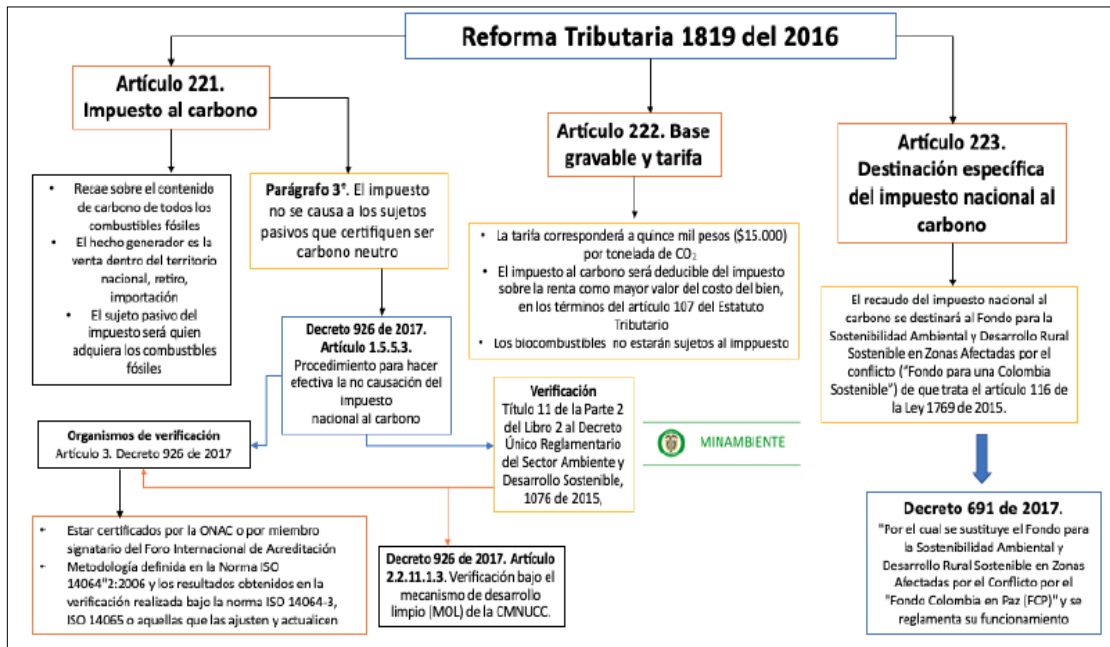 Reforma Tributaria 1819 del 2016
Artículo 221.
Impuesto al carbono
• Recae sobre el contenido
de carbono de todos los
combustibles fósiles
• El hecho generador es la
venta dentro del territorio
nacional, retiro,
importación
• El sujeto pasivo del
impuesto será quien
adquiera los combustibles
fósiles
Parágrafo 3°. El impuesto
no se causa a los sujetos
pasivos que certifiquen ser
carbono neutro
Decreto 926 de 2017.
Artículo 1.5.5.3.
Procedimiento para hacer
efectiva la no causación del
impuesto
nacional al carbono
Organismos de verificación
Artículo 3. Decreto 926 de 2017
• Estar certificados por la ONAC o por miembro
signatario del Foro Internacional de Acreditación
• Metodología definida en la Norma ISO
14064"2:2006 y los resultados obtenidos en la
verificación realizada bajo la norma ISO 14064-3,
ISO 14065 o aquellas que las ajusten y actualicen
Verificación
Título 11 de la Parte 2
del Libro 2 al Decreto
Único Reglamentario
del Sector Ambiente y
Desarrollo Sostenible,
1076 de 2015,
Decreto 926 de 2017. Artículo
2.2.11.1.3. Verificación bajo el
mecanismo de desarrollo
limpio (MOL) de la CMNUCC.
Artículo 222. Base
gravable y tarifa
• La tarifa corresponderá a quince mil pesos ($15.000)
por tonelada de CO₂
• El impuesto al carbono será deducible del impuesto
sobre la renta como mayor valor del costo del bien,
en los términos del artículo 107 del Estatuto
Tributario
• Los biocombustibles no estarán sujetos al imppuesto
MINAMBIENTE
Artículo 223.
Destinación específica
del impuesto nacional al
carbono
El recaudo del impuesto nacional al
carbono se destinará al Fondo para la
Sostenibilidad Ambiental y Desarrollo Rural
Sostenible en Zonas Afectadas por el
conflicto ("Fondo para una Colombia
Sostenible") de que trata el artículo 116 de
la Ley 1769 de 2015.
Decreto 691 de 2017.
"Por el cual se sustituye el Fondo para
la Sostenibilidad Ambiental y
Desarrollo Rural Sostenible en Zonas
Afectadas por el Conflicto por el
"Fondo Colombia en Paz (FCP)" y se
reglamenta su funcionamiento